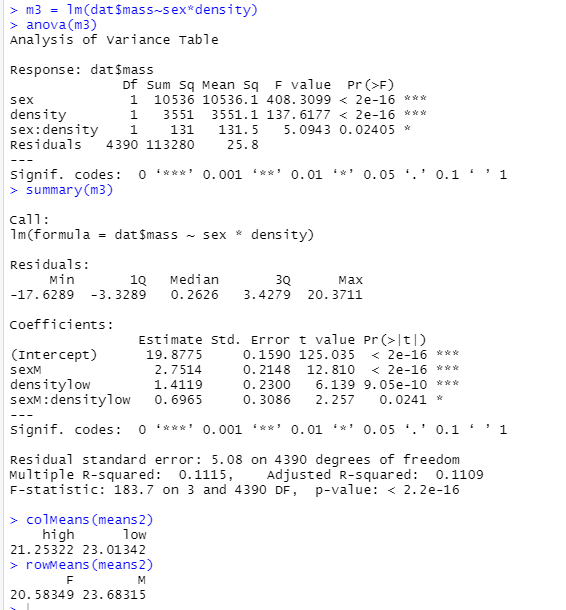 > m3 = lm(dat$mass~sex*density)
> anova(m3)
Analysis of Variance Table

Response: dat$mass
              Df Sum Sq Mean Sq  F value  Pr(>F)
sex            1  10536 10536.1 408.3099 < 2e-16 ***
density        1   3551  3551.1 137.6177 < 2e-16 ***
sex:density    1    131   131.5   5.0943 0.02405 *
Residuals   4390 113280    25.8
---
Signif. codes:  0 ‘***’ 0.001 ‘**’ 0.01 ‘*’ 0.05 ‘.’ 0.1 ‘ ’ 1
> summary(m3)

Call:
lm(formula = dat$mass ~ sex * density)

Residuals:
     Min       1Q   Median       3Q      Max
-17.6289  -3.3289   0.2626   3.4279  20.3711

Coefficients:
                Estimate Std. Error t value Pr(>|t|)
(Intercept)      19.8775     0.1590 125.035  < 2e-16 ***
sexM              2.7514     0.2148  12.810  < 2e-16 ***
densitylow        1.4119     0.2300   6.139 9.05e-10 ***
sexM:densitylow   0.6965     0.3086   2.257   0.0241 *
---
Signif. codes:  0 ‘***’ 0.001 ‘**’ 0.01 ‘*’ 0.05 ‘.’ 0.1 ‘ ’ 1

Residual standard error: 5.08 on 4390 degrees of freedom
Multiple R-squared:  0.1115,    Adjusted R-squared:  0.1109
F-statistic: 183.7 on 3 and 4390 DF,  p-value: < 2.2e-16

> colMeans(means2)
    high      low
21.25322 23.01342
> rowMeans(means2)
       F        M
20.58349 23.68315
>